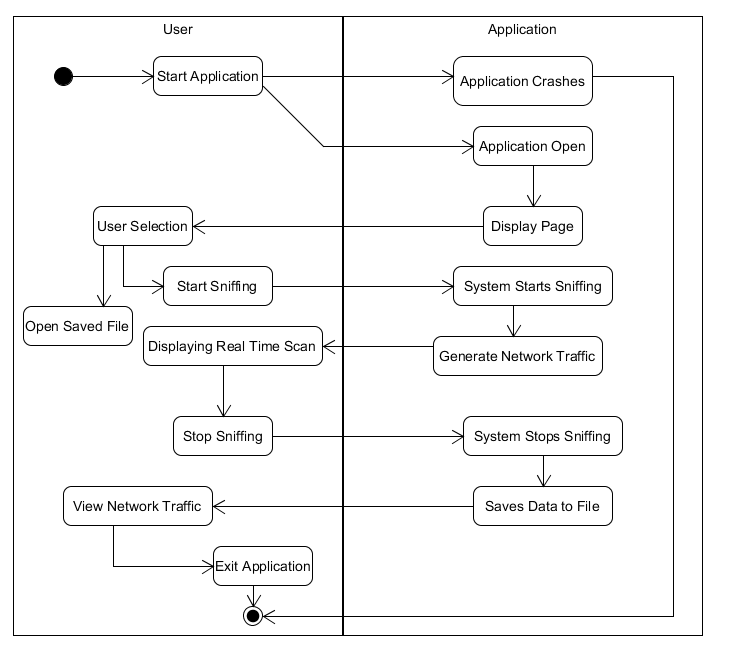 User
Application
Start Application
Application Crashes
Application Open
User Selection
Display Page
Start Sniffing
System Starts Sniffing
Open Saved File
Displaying Real Time Scan
Generate Network Traffic
Stop Sniffing
System Stops Sniffing
View Network Traffic
Saves Data to File
Exit Application